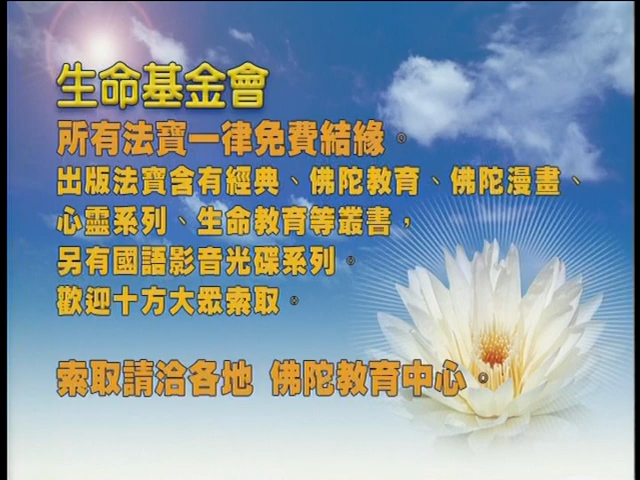 生命基金會
所有法寶一律免費結緣。
出版法寶含有經典、佛陀教育、佛陀漫畫、
心靈系列、生命教育等叢書，
另有國語影音光碟系列。
歡迎十方大眾索取。
索取請洽各地 佛陀教育中心。